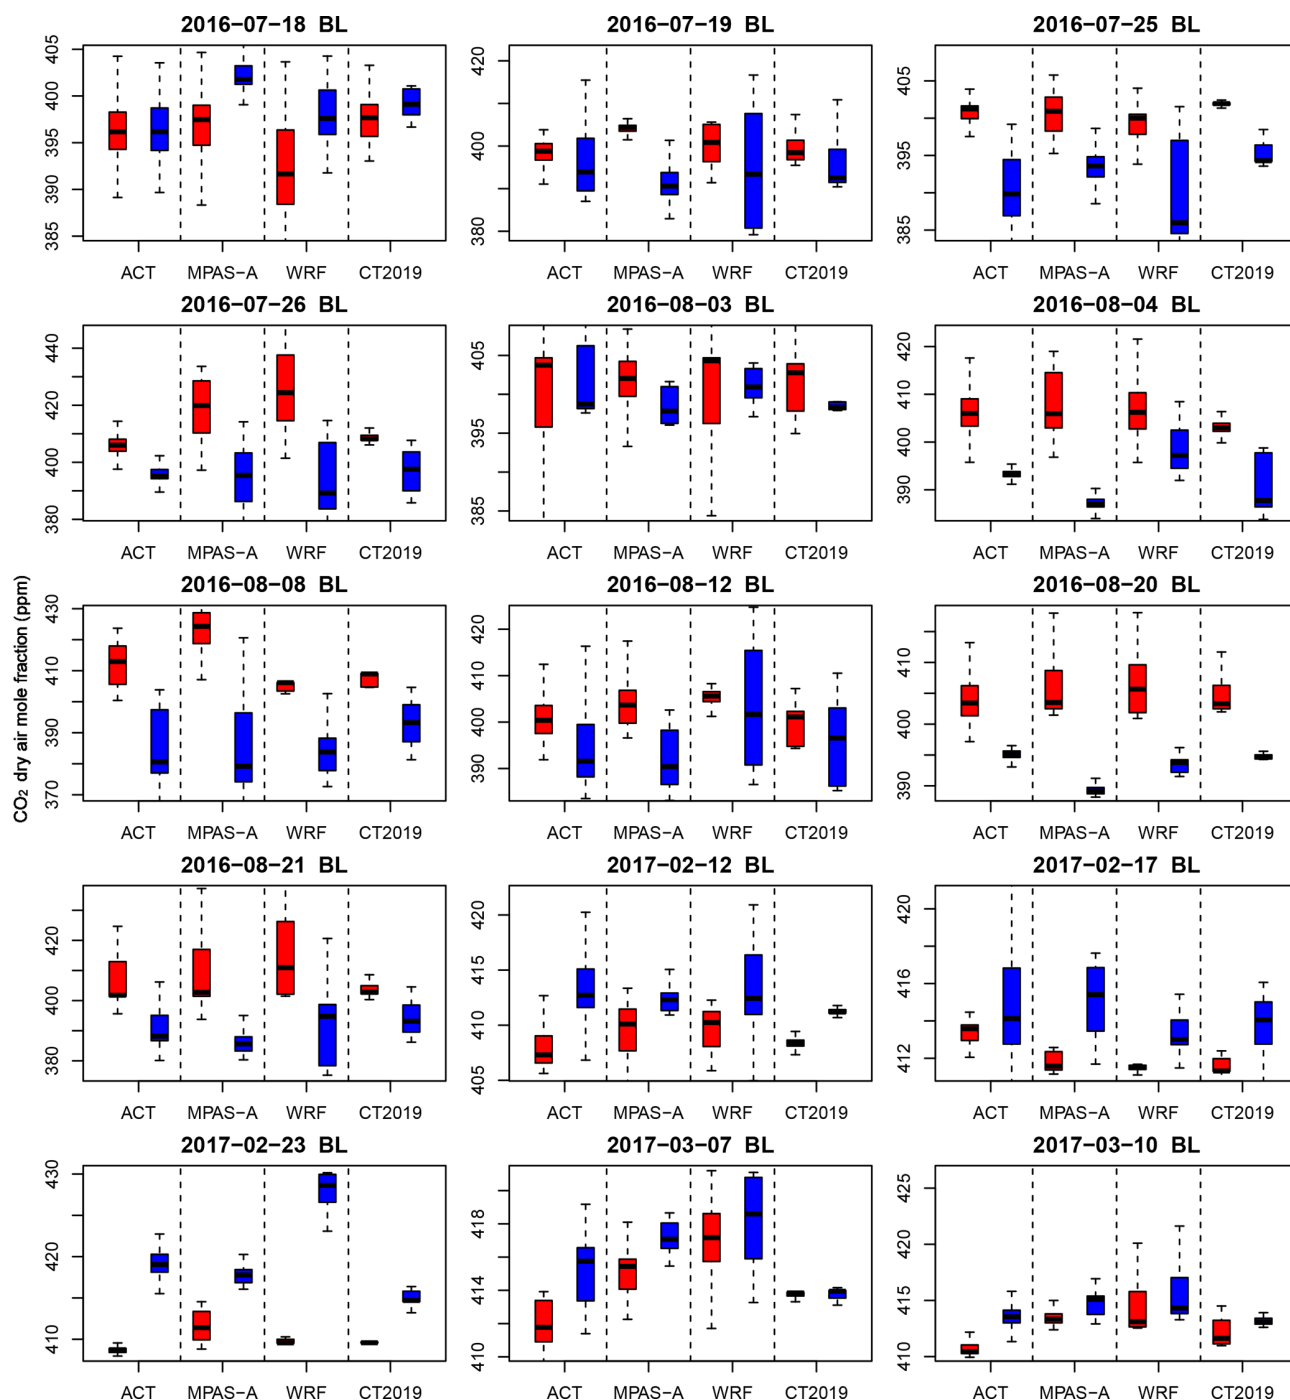 2016−07−18 BL
2016−07−19 BL
2016−07−25 BL
405
400
395
390
385
420
400
380
405
395
385
ACT MPAS−A WRF CT2019
ACT MPAS−A WRF CT2019
ACT MPAS−A WRF CT2019
2016−07−26 BL
2016−08−03 BL
2016−08−04 BL
440
420
400
380
405
395
385
420
410
400
390
ACT MPAS−A WRF CT2019
ACT MPAS−A WRF CT2019
ACT MPAS−A WRF CT2019
CO₂ dry air mole fraction (ppm)
2016−08−08 BL
2016−08−12 BL
2016−08−20 BL
430
410
390
370
420
410
400
390
410
400
390
ACT MPAS−A WRF CT2019
ACT MPAS−A WRF CT2019
ACT MPAS−A WRF CT2019
2016−08−21 BL
2017−02−12 BL
2017−02−17 BL
420
400
380
420
415
410
405
420
416
412
ACT MPAS−A WRF CT2019
ACT MPAS−A WRF CT2019
ACT MPAS−A WRF CT2019
2017−02−23 BL
2017−03−07 BL
2017−03−10 BL
430
420
410
418
414
410
425
420
415
410
ACT MPAS−A WRF CT2019
ACT MPAS−A WRF CT2019
ACT MPAS−A WRF CT2019